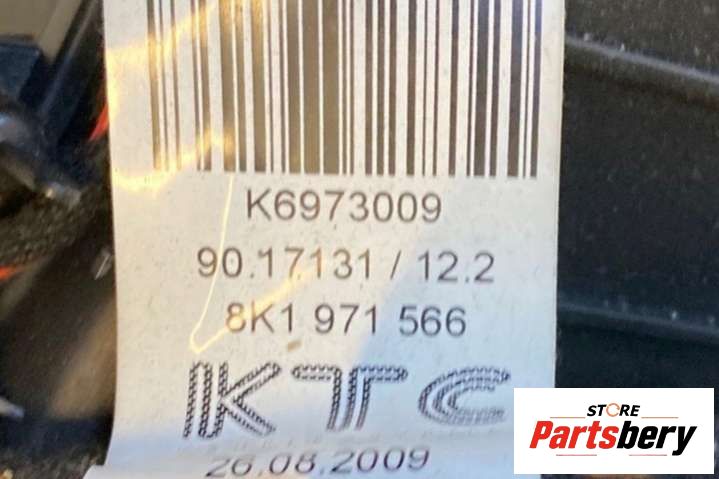 K6973009
90.17131 / 12.2
8K1 971 566
KTC
26.08.2009
STORE
Partsbery